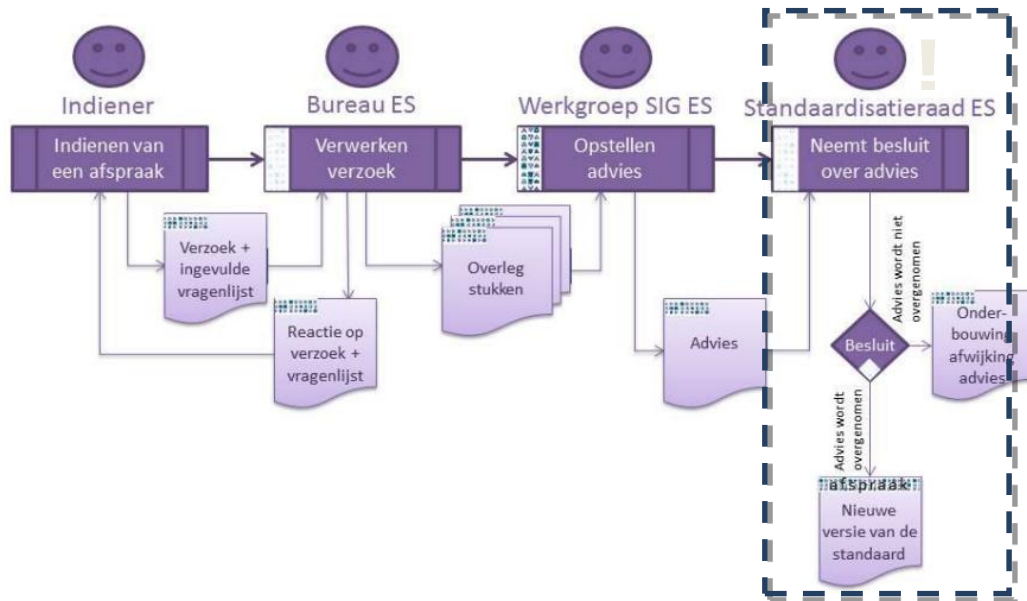 Indiener
Bureau ES
Werkgroep SIG ES
Standaardisatieraad ES
!
Indienen van
een afspraak
Verwerken
verzoek
Opstellen
advies
Neemt besluit
over advies
Verzoek +
ingevulde
vragenlijst
Reactie op
verzoek +
vragenlijst
Overleg
stukken
Advies
Advies wordt niet
overgenomen
Besluit
Onder-
bouwing
afwijking
advies
Advies wordt
overgenomen
afspraak
Nieuwe
versie van de
standaard